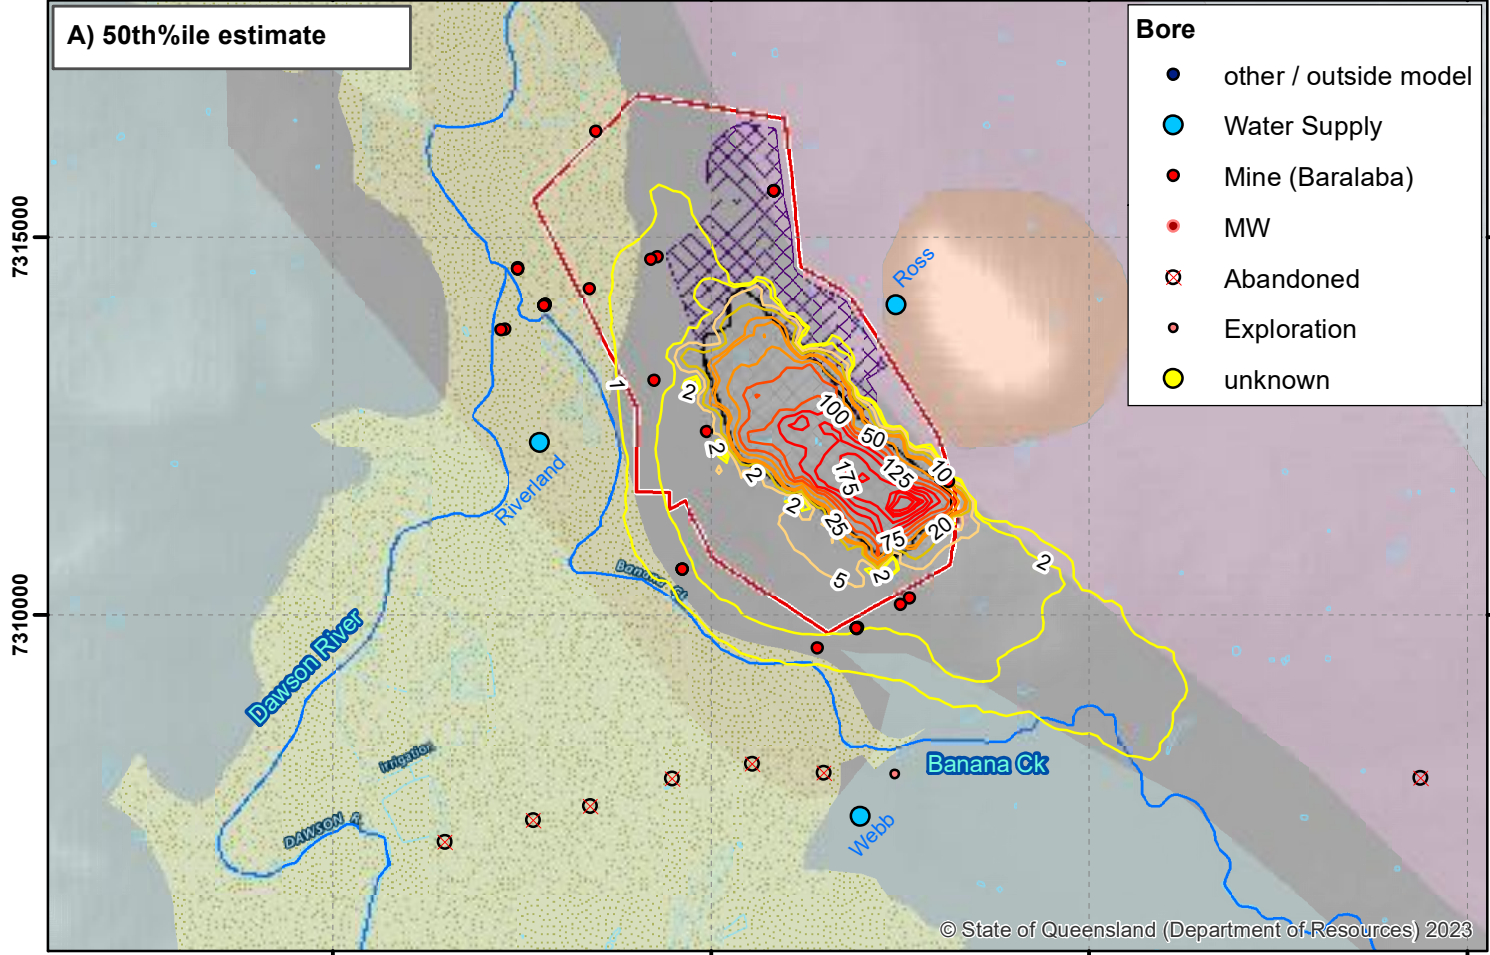 A) 50th%ile estimate
Bore
other / outside model
Water Supply
Mine (Baralaba)
MW
Abandoned
Exploration
unknown
7315000
7310000
Ross
Riverland
Webb
Dawson River
Banana Ck
Banana Ck
irrigation
DAWSON R
1
2
2
2
2
2
2
5
10
20
25
50
75
100
125
175
© State of Queensland (Department of Resources) 2023